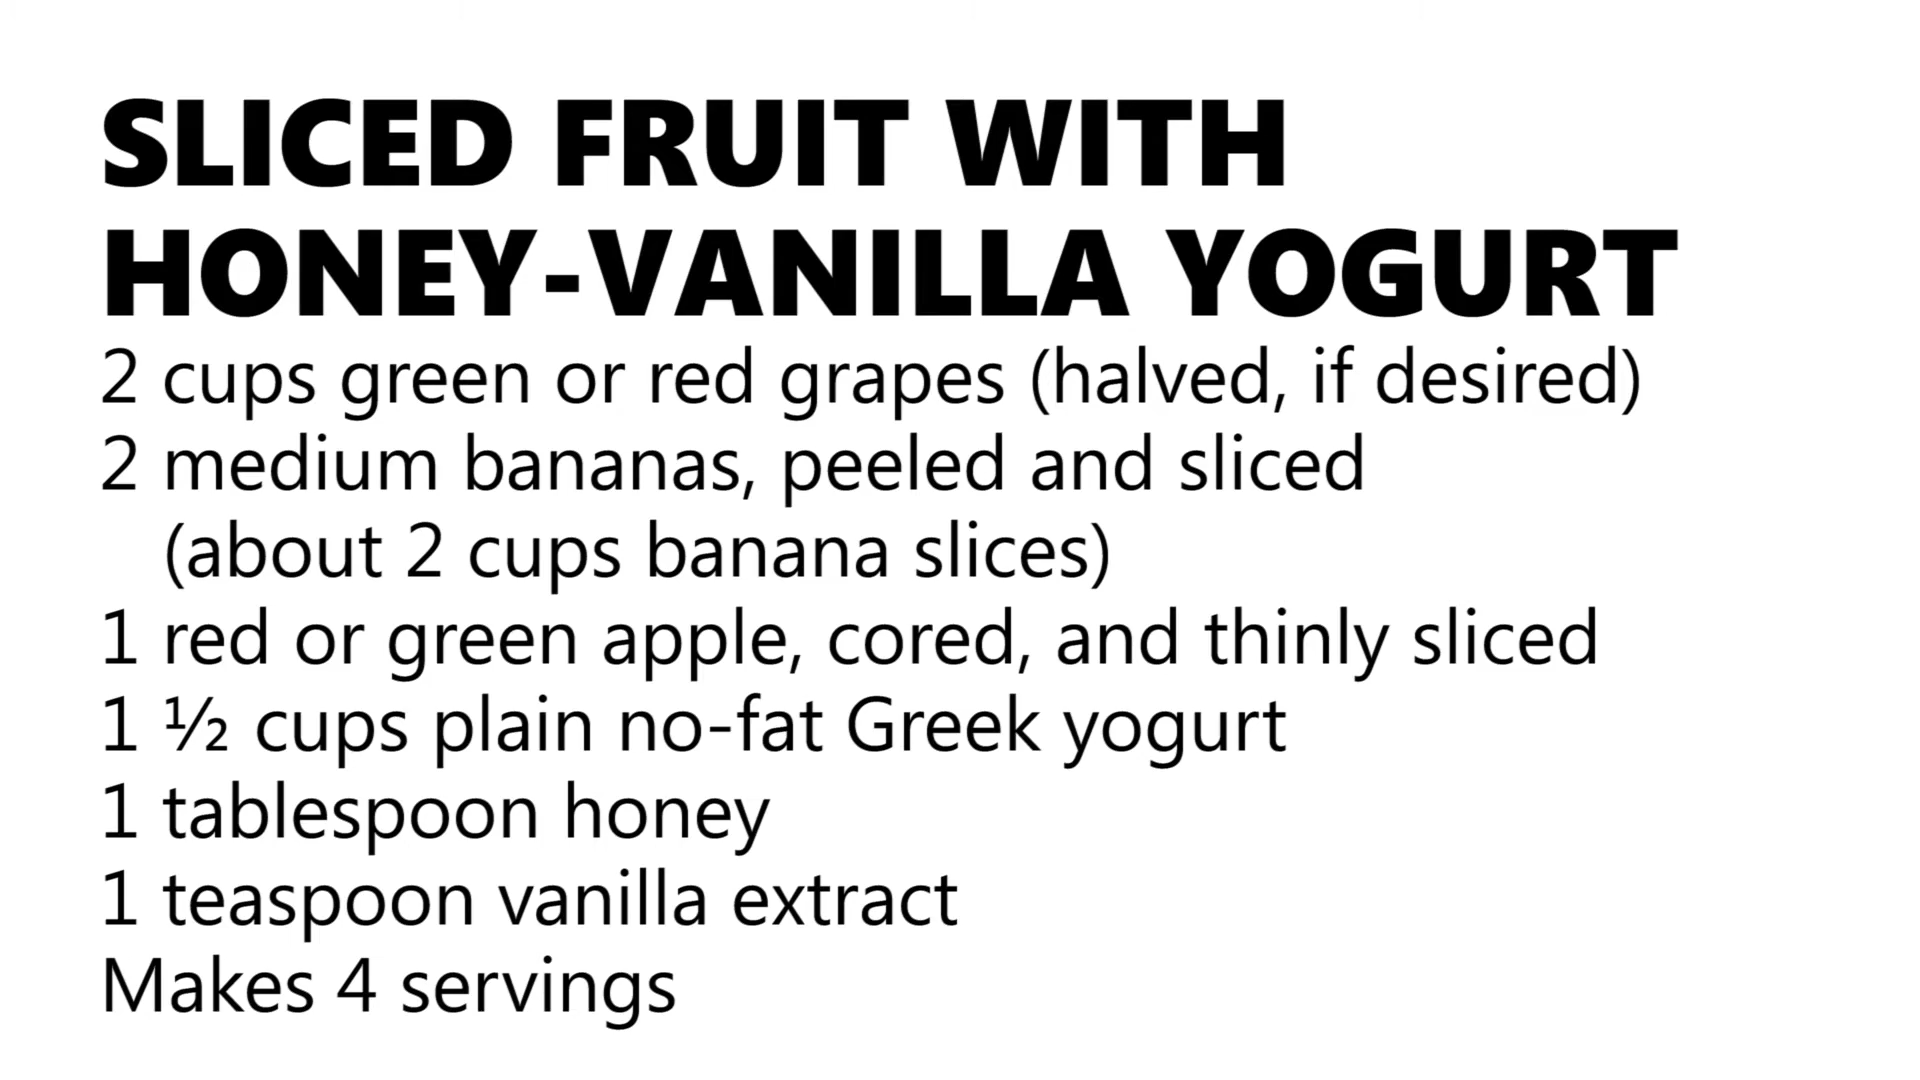 SLICED FRUIT WITH
HONEY-VANILLA YOGURT
2 cups green or red grapes (halved, if desired)
2 medium bananas, peeled and sliced
(about 2 cups banana slices)
1 red or green apple, cored, and thinly sliced
1 ½ cups plain no-fat Greek yogurt
1 tablespoon honey
1 teaspoon vanilla extract
Makes 4 servings